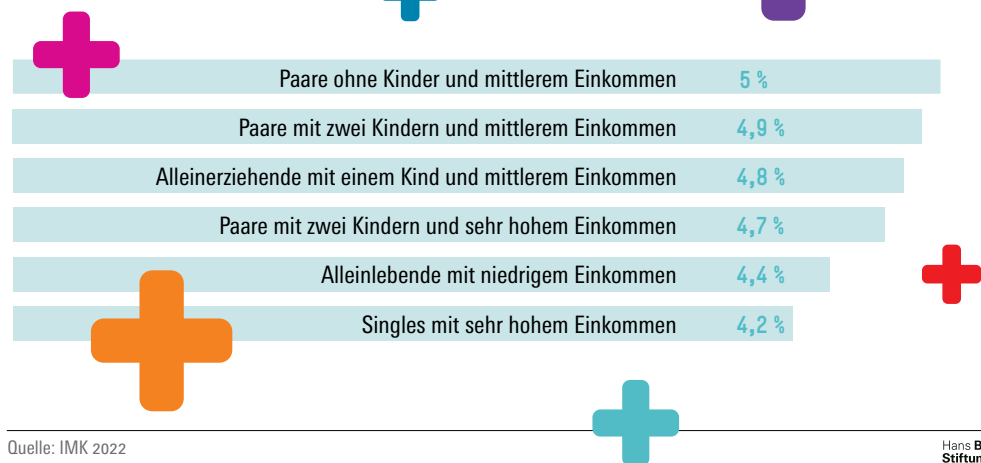 Paare ohne Kinder und mittlerem Einkommen 5 %
Paare mit zwei Kindern und mittlerem Einkommen 4,9 %
Alleinerziehende mit einem Kind und mittlerem Einkommen 4,8 %
Paare mit zwei Kindern und sehr hohem Einkommen 4,7 %
Alleinlebende mit niedrigem Einkommen 4,4 %
Singles mit sehr hohem Einkommen 4,2 %
Quelle: IMK 2022
Hans